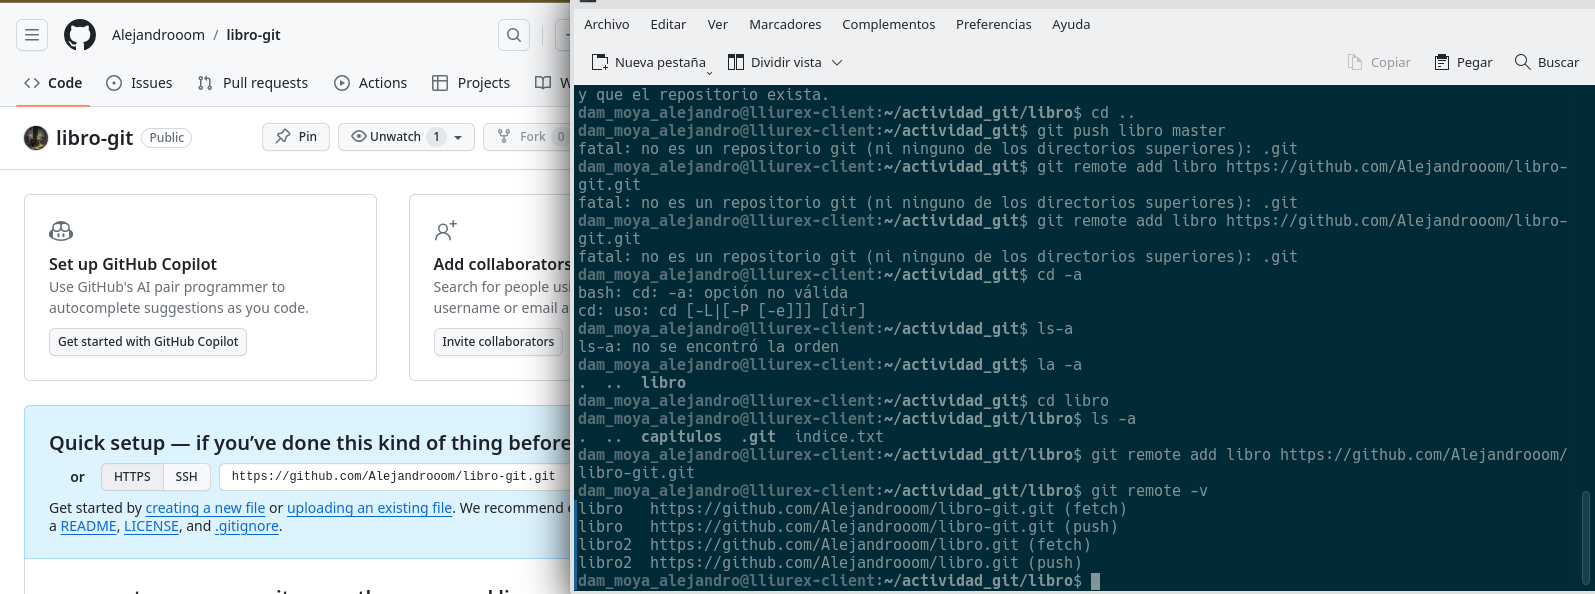 Alejandrooom / libro-git
Code Issues Pull requests Actions Projects W
libro-git Public Pin Unwatch 1 Fork 0
Set up GitHub Copilot
Use GitHub's AI pair programmer to
autocomplete suggestions as you code.
Get started with GitHub Copilot
Add collaborators
Search for people
username or email a
Invite collaborators
Quick setup — if you've done this kind of thing before
or HTTPS SSH https://github.com/Alejandrooom/libro-git.git
Get started by creating a new file or uploading an existing file. We recommend
a README, LICENSE, and .gitignore.
Archivo Editar Ver Marcadores Complementos Preferencias Ayuda
Nueva pestaña Dividir vista Copiar Pegar Buscar
y que el repositorio exista.
dam_moya_alejandro@lliurex-client:~/actividad_git/libro$ cd ..
dam_moya_alejandro@lliurex-client:~/actividad_git$ git push libro master
fatal: no es un repositorio git (ni ninguno de los directorios superiores): .git
dam_moya_alejandro@lliurex-client:~/actividad_git$ git remote add libro https://github.com/Alejandrooom/libro-
git.git
fatal: no es un repositorio git (ni ninguno de los directorios superiores): .git
dam_moya_alejandro@lliurex-client:~/actividad_git$ git remote add libro https://github.com/Alejandrooom/libro-
git.git
fatal: no es un repositorio git (ni ninguno de los directorios superiores): .git
dam_moya_alejandro@lliurex-client:~/actividad_git$ cd -a
bash: cd: -a: opción no válida
cd: uso: cd [-L|[-P [-e]]] [dir]
dam_moya_alejandro@lliurex-client:~/actividad_git$ ls-a
ls-a: no se encontró la orden
dam_moya_alejandro@lliurex-client:~/actividad_git$ la -a
. .. libro
dam_moya_alejandro@lliurex-client:~/actividad_git$ cd libro
dam_moya_alejandro@lliurex-client:~/actividad_git/libro$ ls -a
. .. capitulos .git indice.txt
dam_moya_alejandro@lliurex-client:~/actividad_git/libro$ git remote add libro https://github.com/Alejandrooom/
libro-git.git
dam_moya_alejandro@lliurex-client:~/actividad_git/libro$ git remote -v
libro https://github.com/Alejandrooom/libro-git.git (fetch)
libro https://github.com/Alejandrooom/libro-git.git (push)
libro2 https://github.com/Alejandrooom/libro.git (fetch)
libro2 https://github.com/Alejandrooom/libro.git (push)
dam_moya_alejandro@lliurex-client:~/actividad_git/libro$